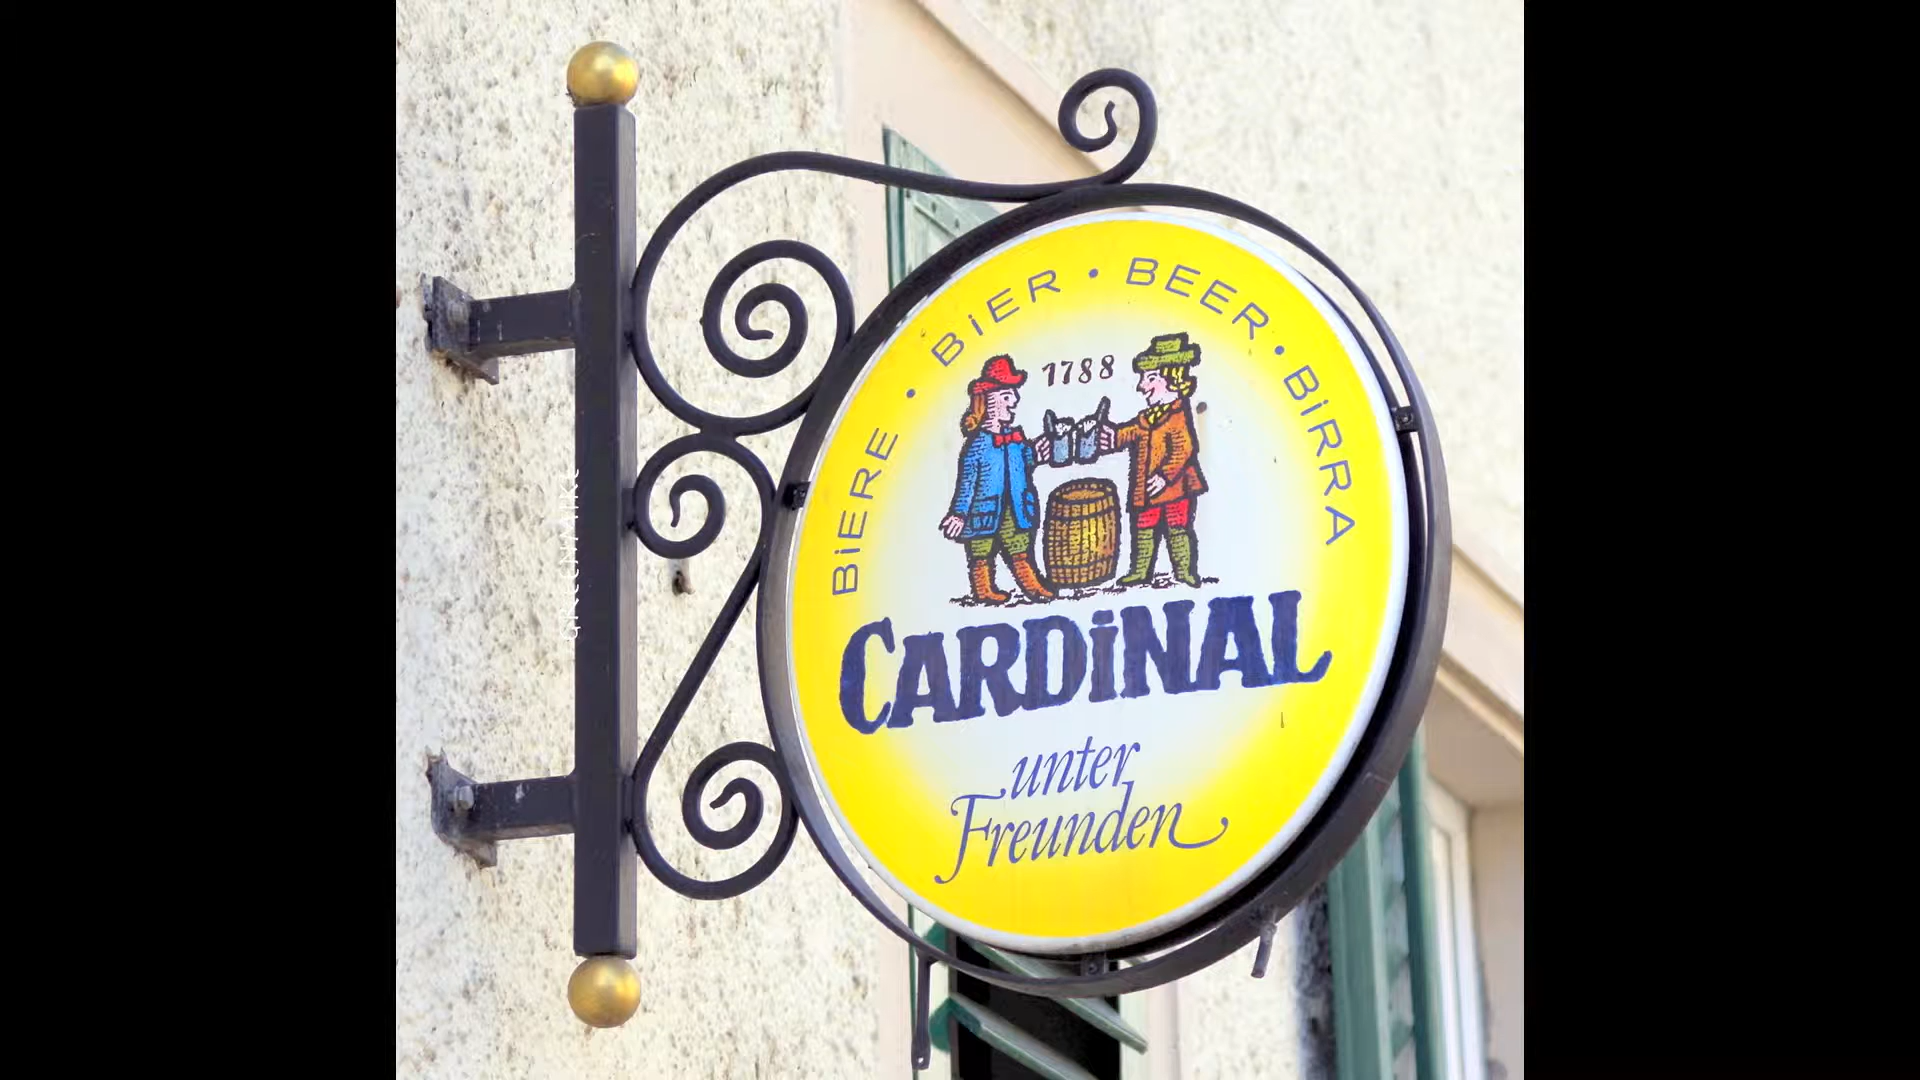 BiERE • BiER • BEER • BiRRA
1788
CARDiNAL
unter
Freunden